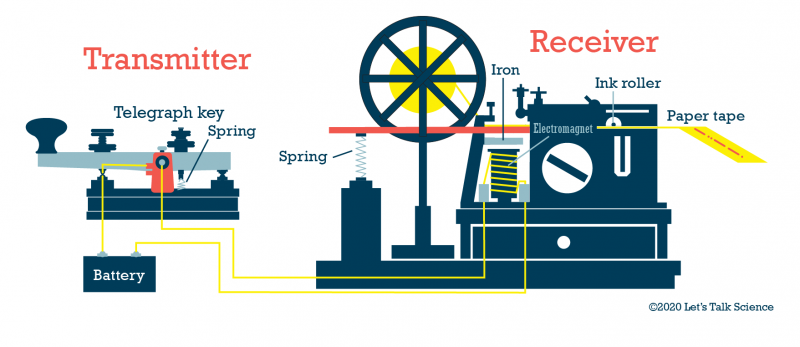 Transmitter
Receiver
Telegraph key
Spring
Battery
Spring
Iron
Electromagnet
Ink roller
Paper tape
©2020 Let's Talk Science